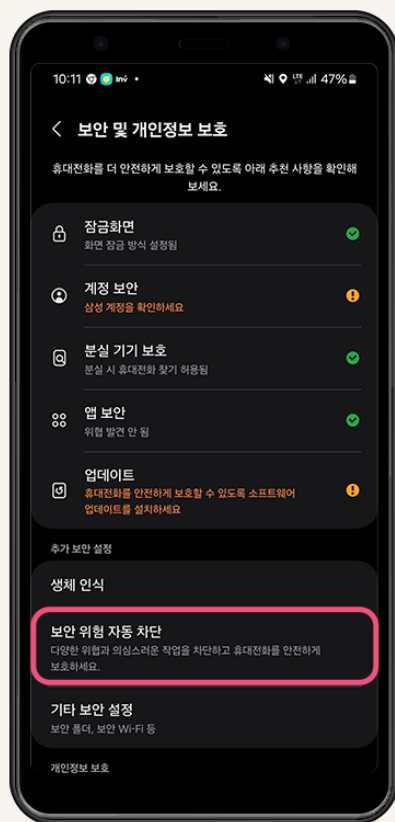 10:11 47%
보안 및 개인정보 보호
휴대전화를 더 안전하게 보호할 수 있도록 아래 추천 사항을 확인해
보세요.
잠금화면
화면 잠금 방식 설정됨
계정 보안
삼성 계정을 확인하세요
분실 기기 보호
분실 시 휴대전화 찾기 허용됨
앱 보안
위협 발견 안 됨
업데이트
휴대전화를 안전하게 보호할 수 있도록 소프트웨어
업데이트를 설치하세요
추가 보안 설정
생체 인식
보안 위험 자동 차단
다양한 위협과 의심스러운 작업을 차단하고 휴대전화를 안전하게
보호하세요.
기타 보안 설정
보안 폴더, 보안 Wi-Fi 등
개인정보 보호